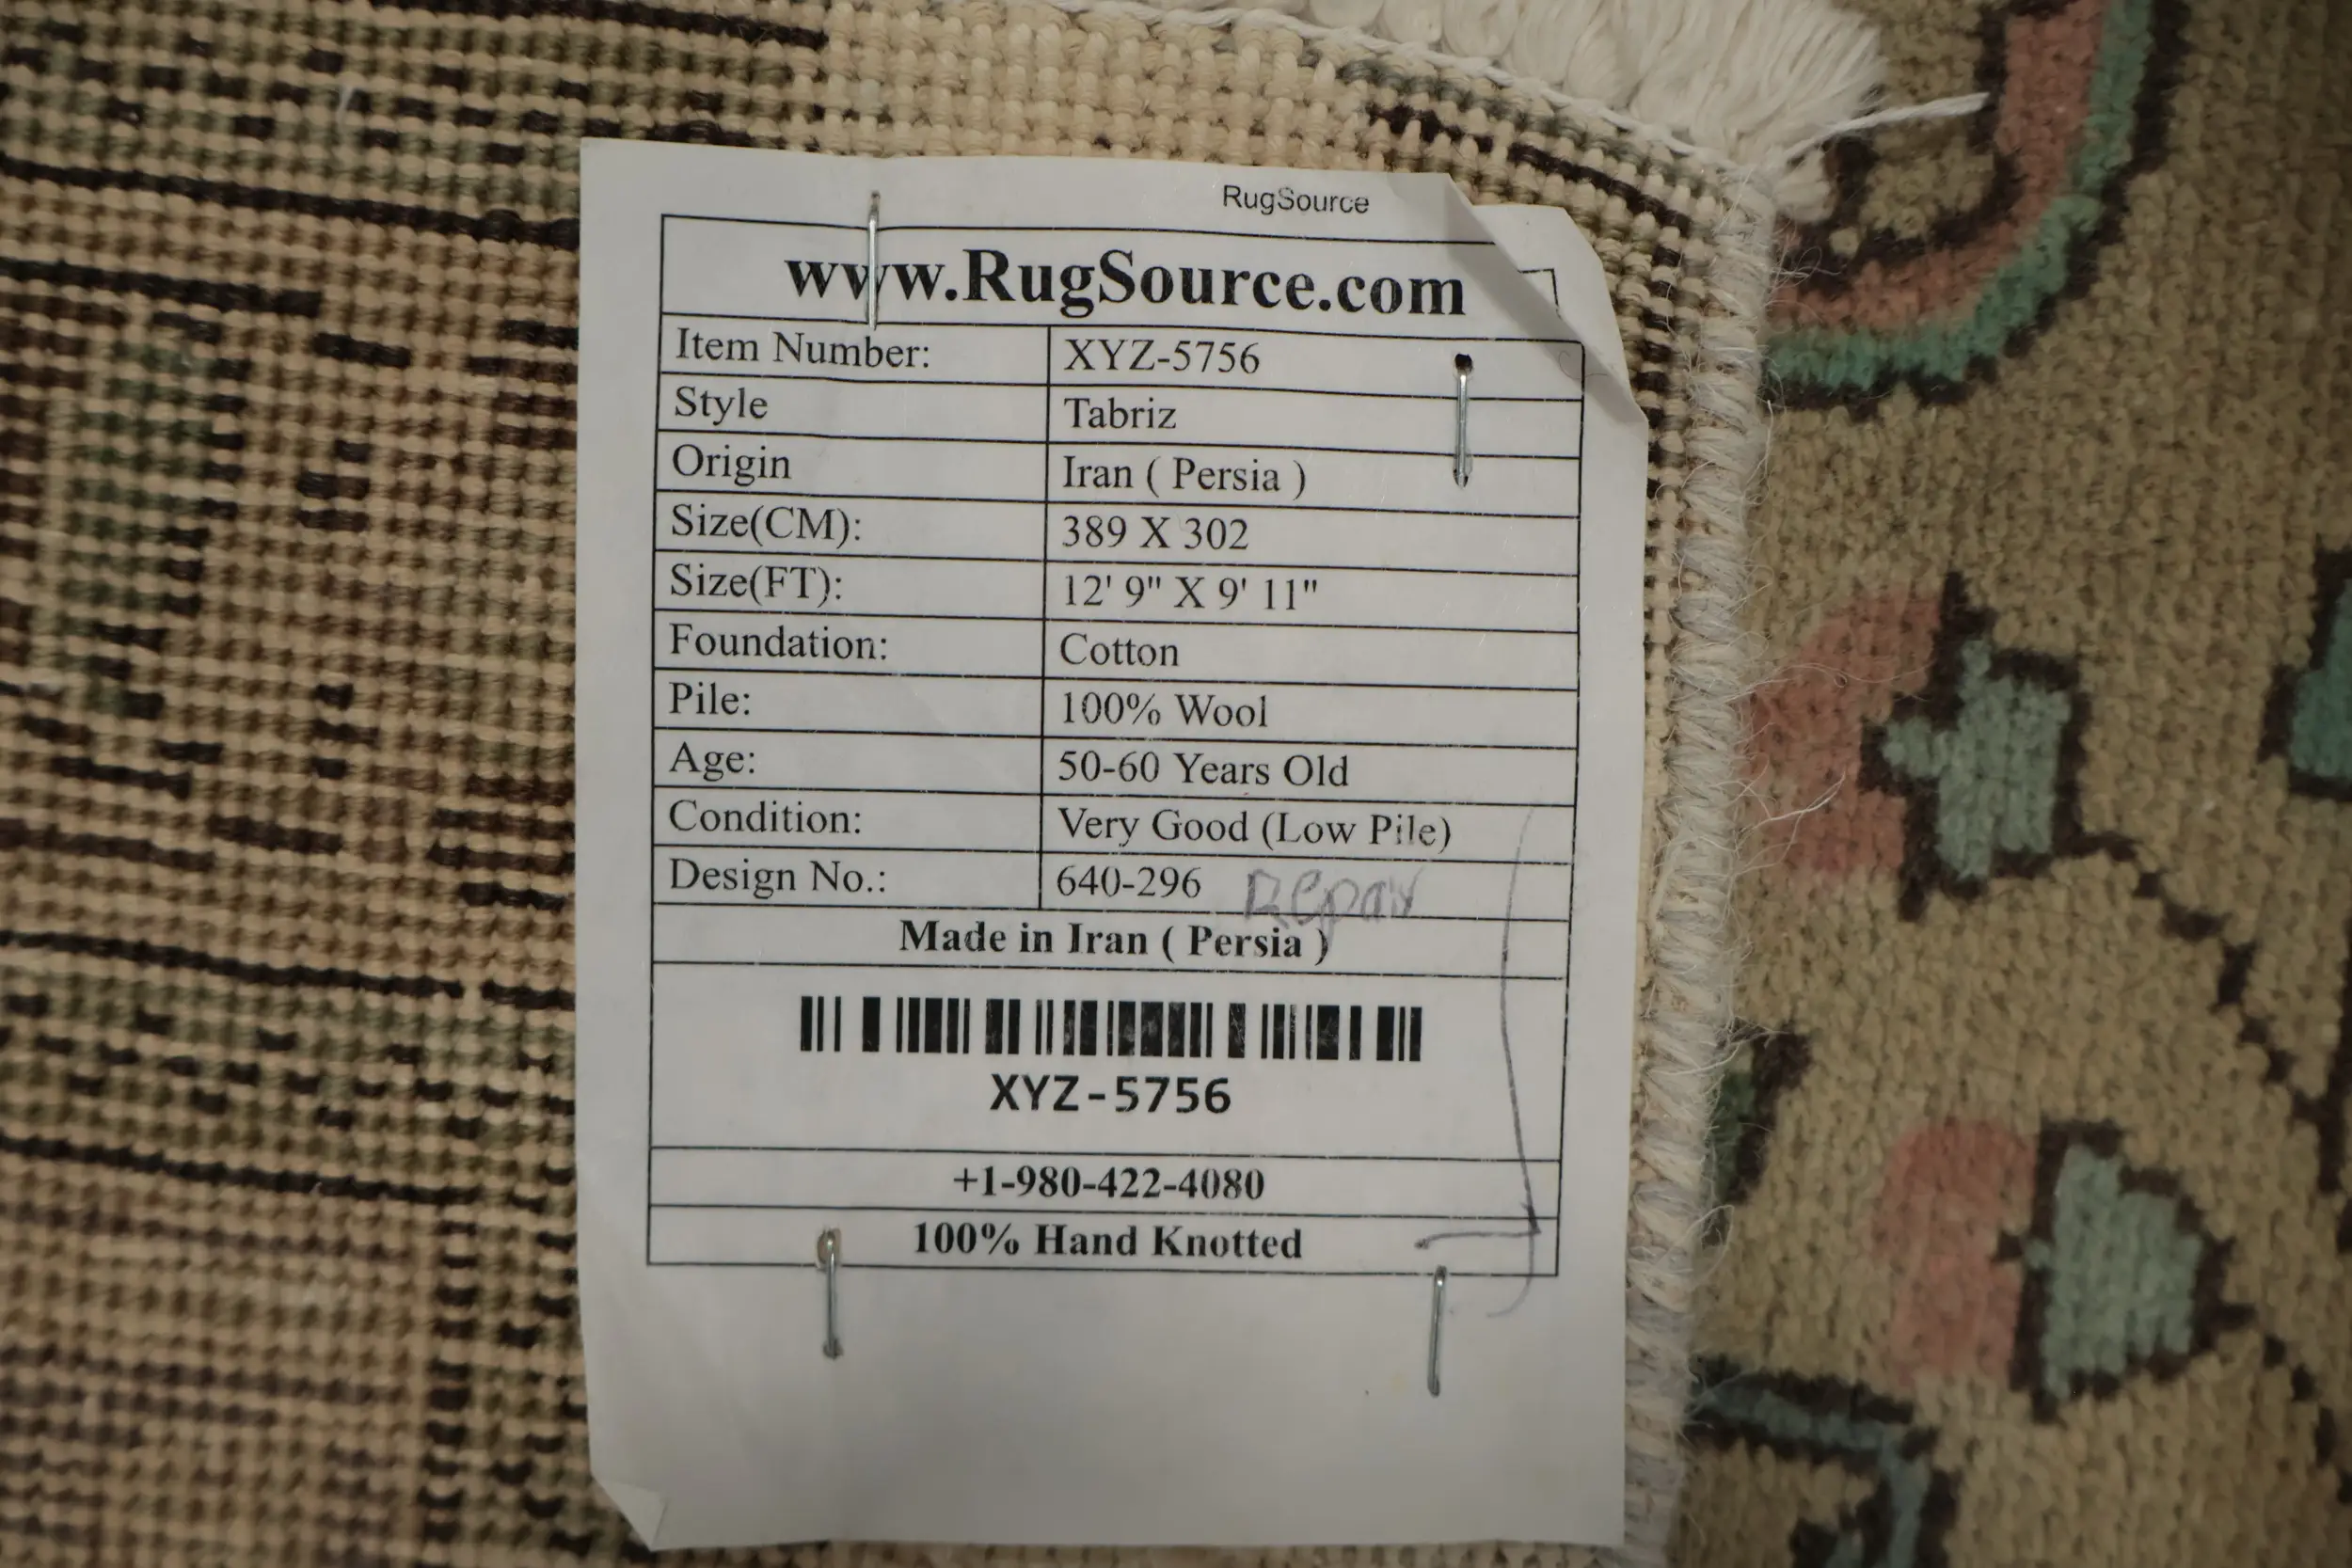 RugSource
www.RugSource.com
Item Number: XYZ-5756
Style Tabriz
Origin Iran ( Persia )
Size(CM): 389 X 302
Size(FT): 12' 9" X 9' 11"
Foundation: Cotton
Pile: 100% Wool
Age: 50-60 Years Old
Condition: Very Good (Low Pile)
Design No.: 640-296 Repair
Made in Iran ( Persia )
XYZ-5756
+1-980-422-4080
100% Hand Knotted